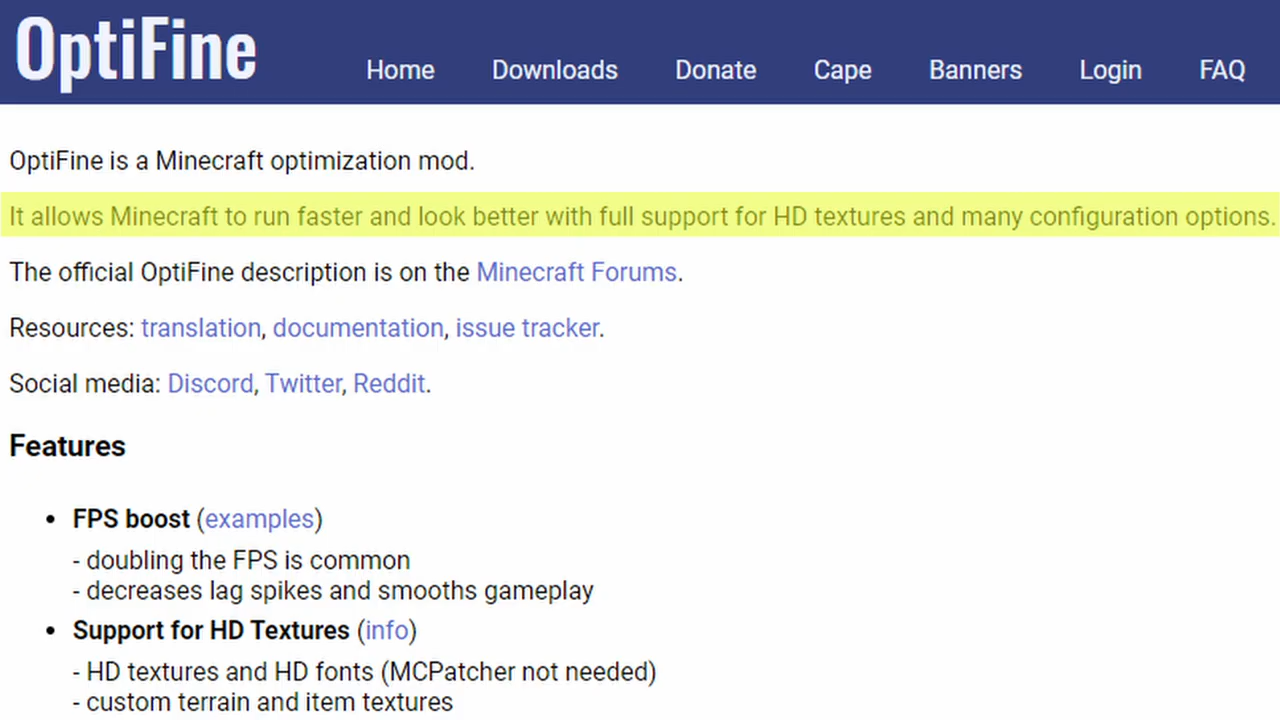 OptiFine
Home Downloads Donate Cape Banners Login FAQ
OptiFine is a Minecraft optimization mod.
It allows Minecraft to run faster and look better with full support for HD textures and many configuration options.
The official OptiFine description is on the Minecraft Forums.
Resources: translation, documentation, issue tracker.
Social media: Discord, Twitter, Reddit.
Features
• FPS boost (examples)
- doubling the FPS is common
- decreases lag spikes and smooths gameplay
• Support for HD Textures (info)
- HD textures and HD fonts (MCPatcher not needed)
- custom terrain and item textures